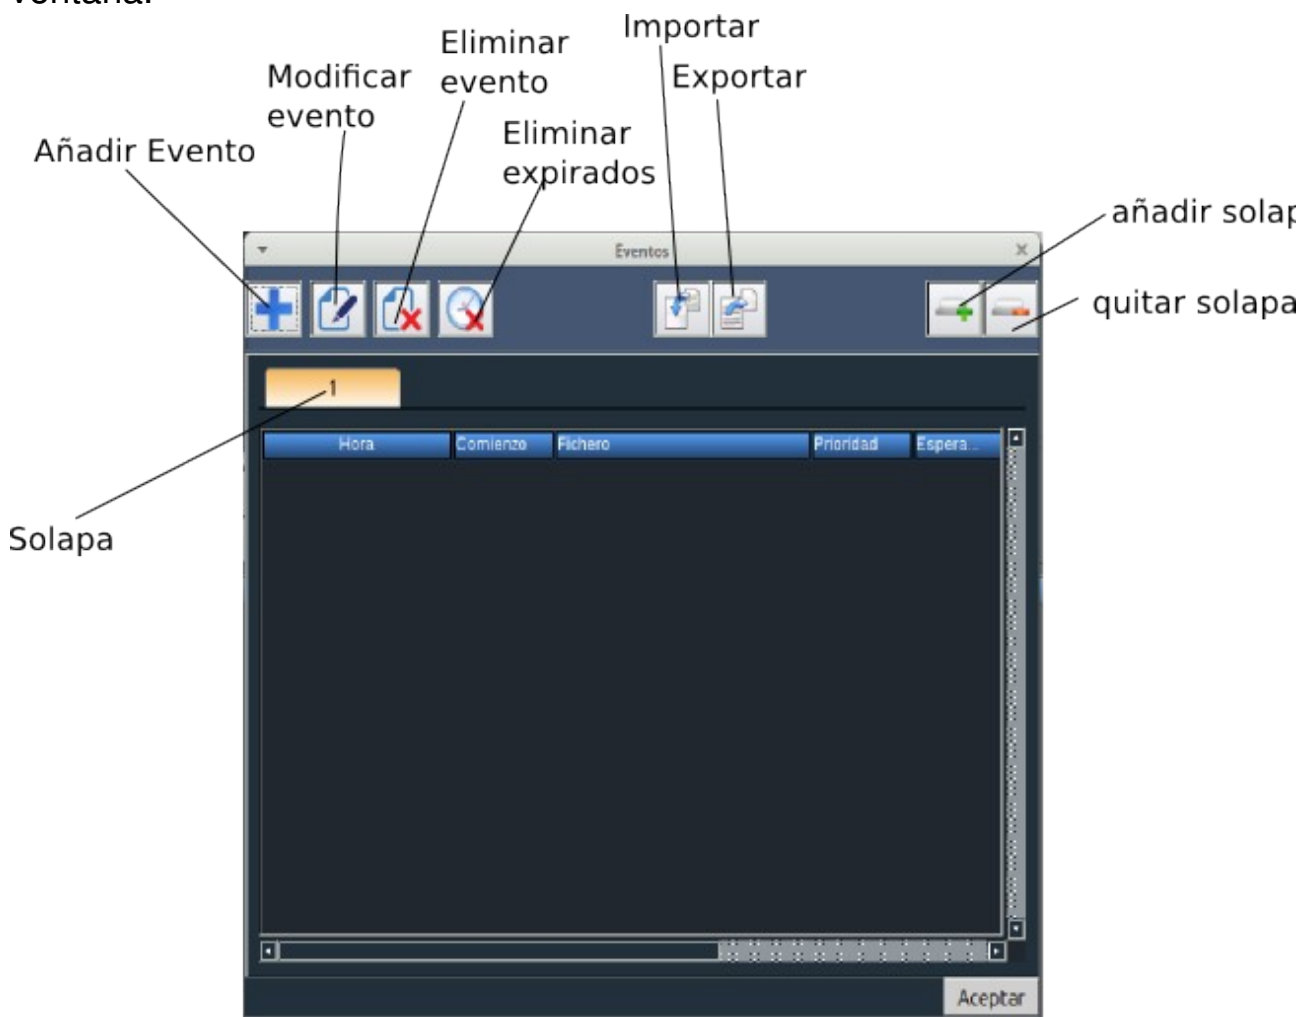 ventana.
Importar
Eliminar
evento
Exportar
Modificar
evento
Eliminar
expirados
Añadir Evento
añadir solap
Eventos
quitar solapa
1
Hora Comienzo Fichero Prioridad Espera...
Solapa
Aceptar